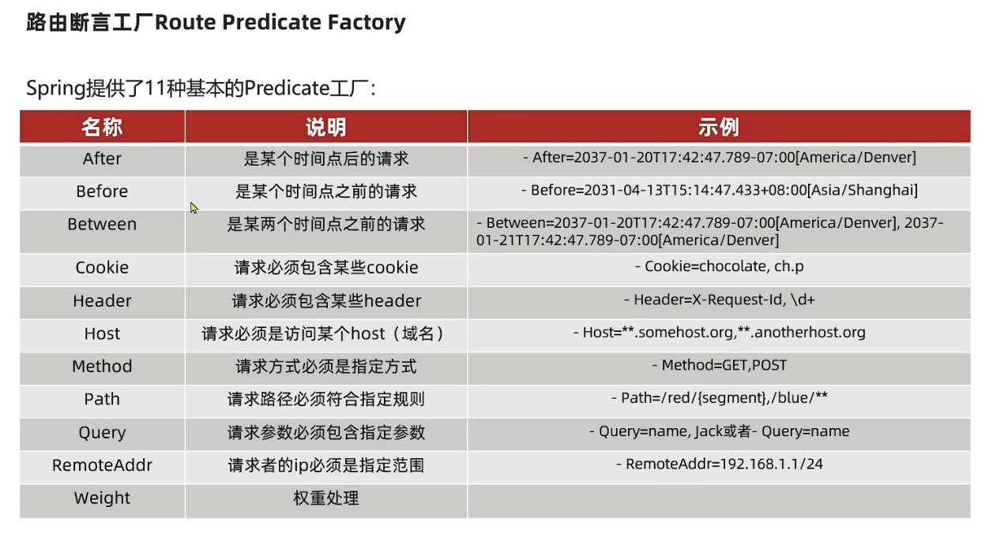 路由断言工厂Route Predicate Factory
Spring提供了11种基本的Predicate工厂：
名称 说明 示例
After 是某个时间点后的请求 - After=2037-01-20T17:42:47.789-07:00[America/Denver]
Before 是某个时间点之前的请求 - Before=2031-04-13T15:14:47.433+08:00[Asia/Shanghai]
Between 是某两个时间点之前的请求 - Between=2037-01-20T17:42:47.789-07:00[America/Denver], 2037-
01-21T17:42:47.789-07:00[America/Denver]
Cookie 请求必须包含某些cookie - Cookie=chocolate, ch.p
Header 请求必须包含某些header - Header=X-Request-Id, \d+
Host 请求必须是访问某个host（域名） - Host=**.somehost.org,**.anotherhost.org
Method 请求方式必须是指定方式 - Method=GET,POST
Path 请求路径必须符合指定规则 - Path=/red/{segment},/blue/**
Query 请求参数必须包含指定参数 - Query=name, Jack或者- Query=name
RemoteAddr 请求者的ip必须是指定范围 - RemoteAddr=192.168.1.1/24
Weight 权重处理